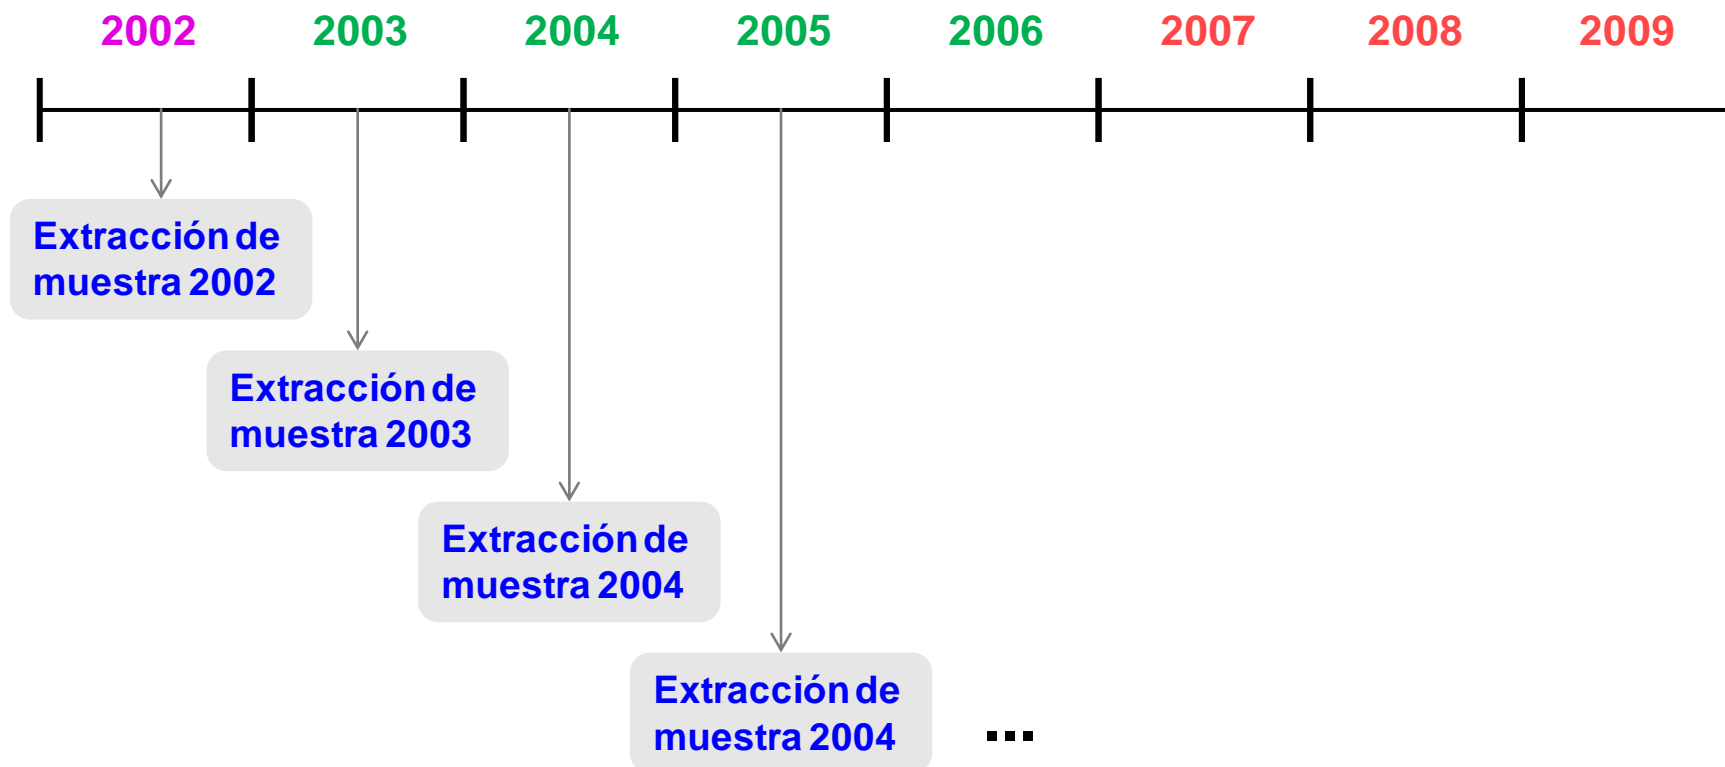 2002 2003 2004 2005 2006 2007 2008 2009
Extracción de
muestra 2002
Extracción de
muestra 2003
Extracción de
muestra 2004
Extracción de
muestra 2004
...